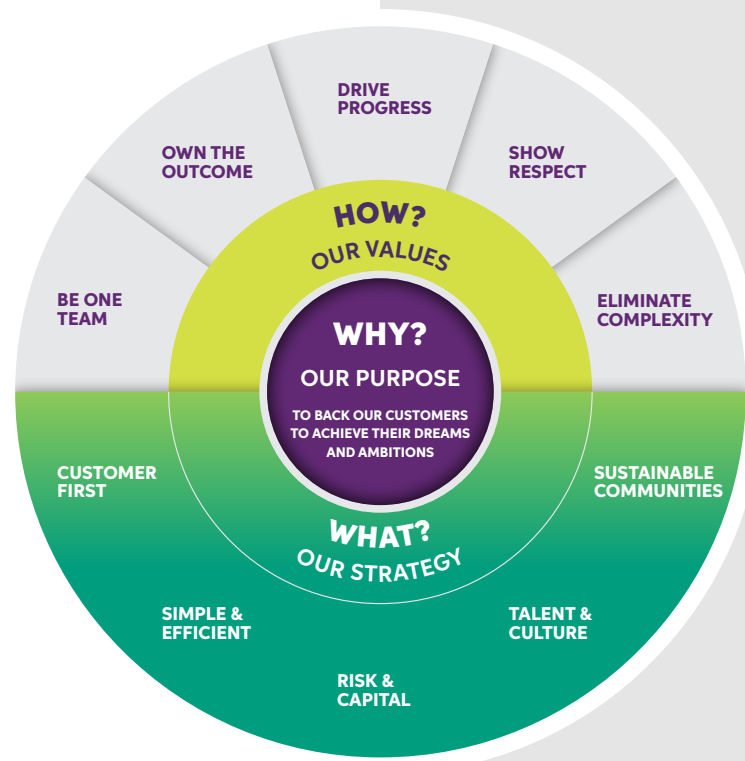 DRIVE
PROGRESS
OWN THE
OUTCOME
SHOW
RESPECT
BE ONE
TEAM
ELIMINATE
COMPLEXITY
HOW?
OUR VALUES
WHY?
OUR PURPOSE
TO BACK OUR CUSTOMERS
TO ACHIEVE THEIR DREAMS
AND AMBITIONS
WHAT?
OUR STRATEGY
CUSTOMER
FIRST
SUSTAINABLE
COMMUNITIES
SIMPLE &
EFFICIENT
TALENT &
CULTURE
RISK &
CAPITAL